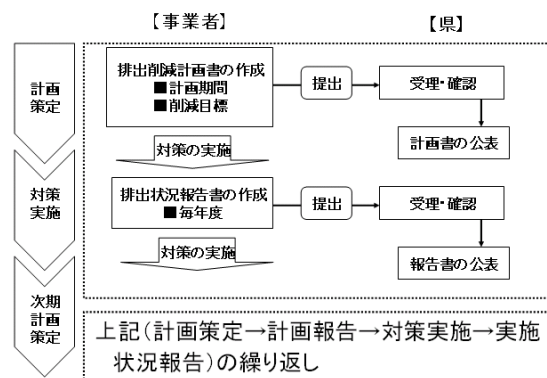 【事業者】
【県】
計画
策定
排出削減計画書の作成
■計画期間
■削減目標
提出
受理・確認
計画書の公表
対策の実施
対策
実施
排出状況報告書の作成
■毎年度
提出
受理・確認
報告書の公表
対策の実施
次期
計画
策定
上記(計画策定→計画報告→対策実施→実施
状況報告)の繰り返し